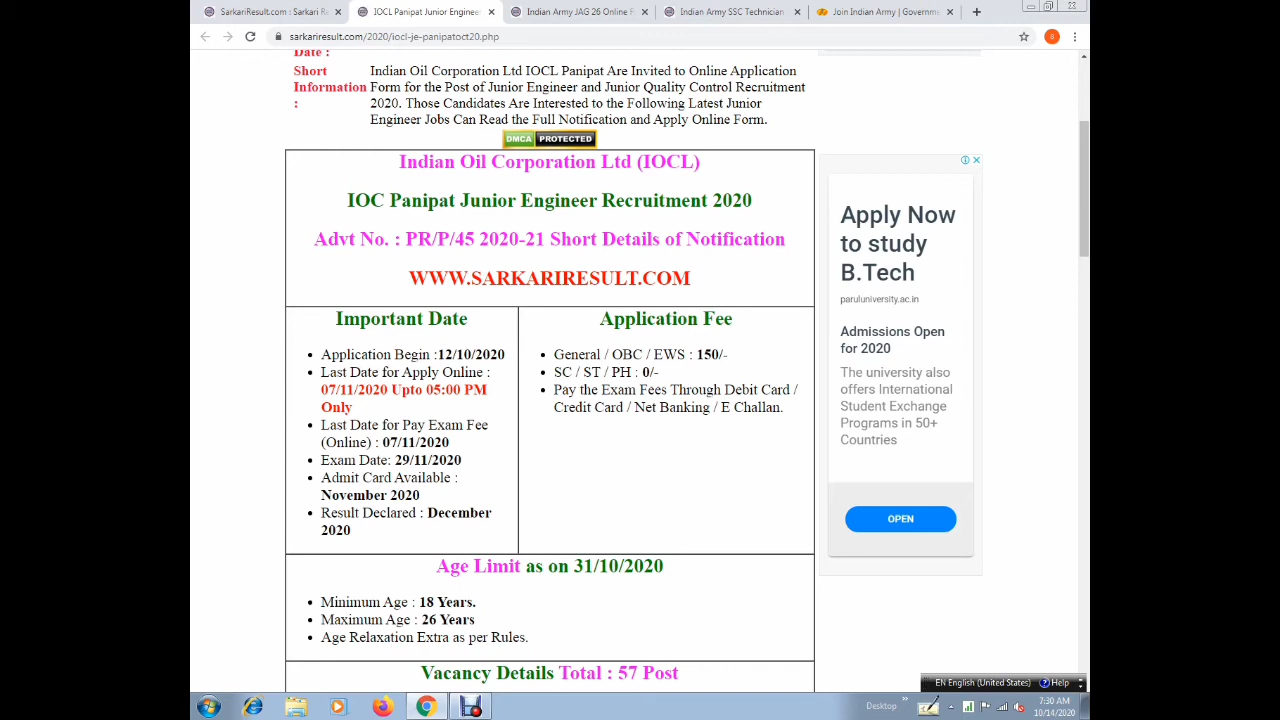 SarkariResult.com : Sarkari R
IOCL Panipat Junior Engineer
Indian Army JAG 26 Online F
Indian Army SSC Technician
Join Indian Army | Governme
sarkariresult.com/2020/iocl-je-panipatoct20.php
Date :
Short Information :
Indian Oil Corporation Ltd IOCL Panipat Are Invited to Online Application
Form for the Post of Junior Engineer and Junior Quality Control Recruitment
2020. Those Candidates Are Interested to the Following Latest Junior
Engineer Jobs Can Read the Full Notification and Apply Online Form.
DMCA PROTECTED
Indian Oil Corporation Ltd (IOCL)
IOC Panipat Junior Engineer Recruitment 2020
Advt No. : PR/P/45 2020-21 Short Details of Notification
WWW.SARKARIRESULT.COM
Important Date
Application Begin :12/10/2020
Last Date for Apply Online :
07/11/2020 Upto 05:00 PM
Only
Last Date for Pay Exam Fee
(Online) : 07/11/2020
Exam Date: 29/11/2020
Admit Card Available :
November 2020
Result Declared : December
2020
Application Fee
General / OBC / EWS : 150/-
SC / ST / PH : 0/-
Pay the Exam Fees Through Debit Card /
Credit Card / Net Banking / E Challan.
Age Limit as on 31/10/2020
Minimum Age : 18 Years.
Maximum Age : 26 Years
Age Relaxation Extra as per Rules.
Vacancy Details Total : 57 Post
Apply Now
to study
B.Tech
paruluniversity.ac.in
Admissions Open
for 2020
The university also
offers International
Student Exchange
Programs in 50+
Countries
OPEN
EN English (United States)
Help
Desktop
7:30 AM
10/14/2020